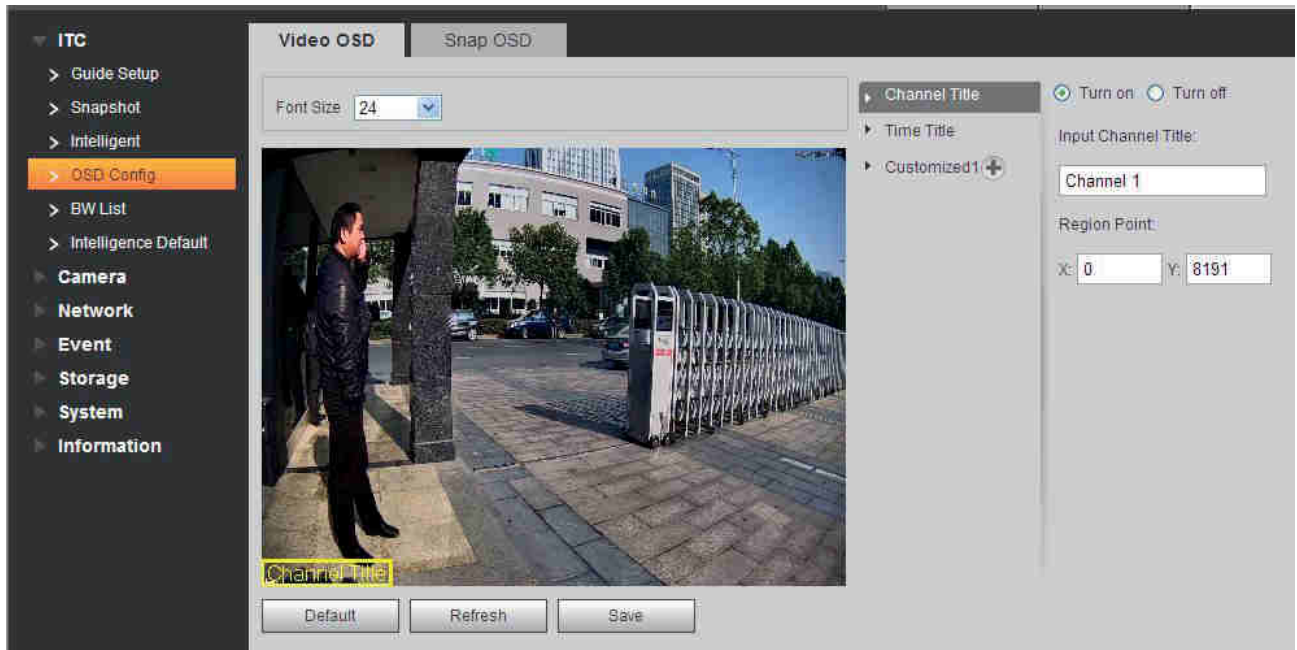 ITC
Guide Setup
Snapshot
Intelligent
OSD Config
BW List
Intelligence Default
Camera
Network
Event
Storage
System
Information
Video OSD
Snap OSD
Font Size 24
Channel Title
Default
Refresh
Save
Channel Title
Time Title
Customized1
Turn on
Turn off
Input Channel Title:
Channel 1
Region Point:
X: 0 Y: 8191